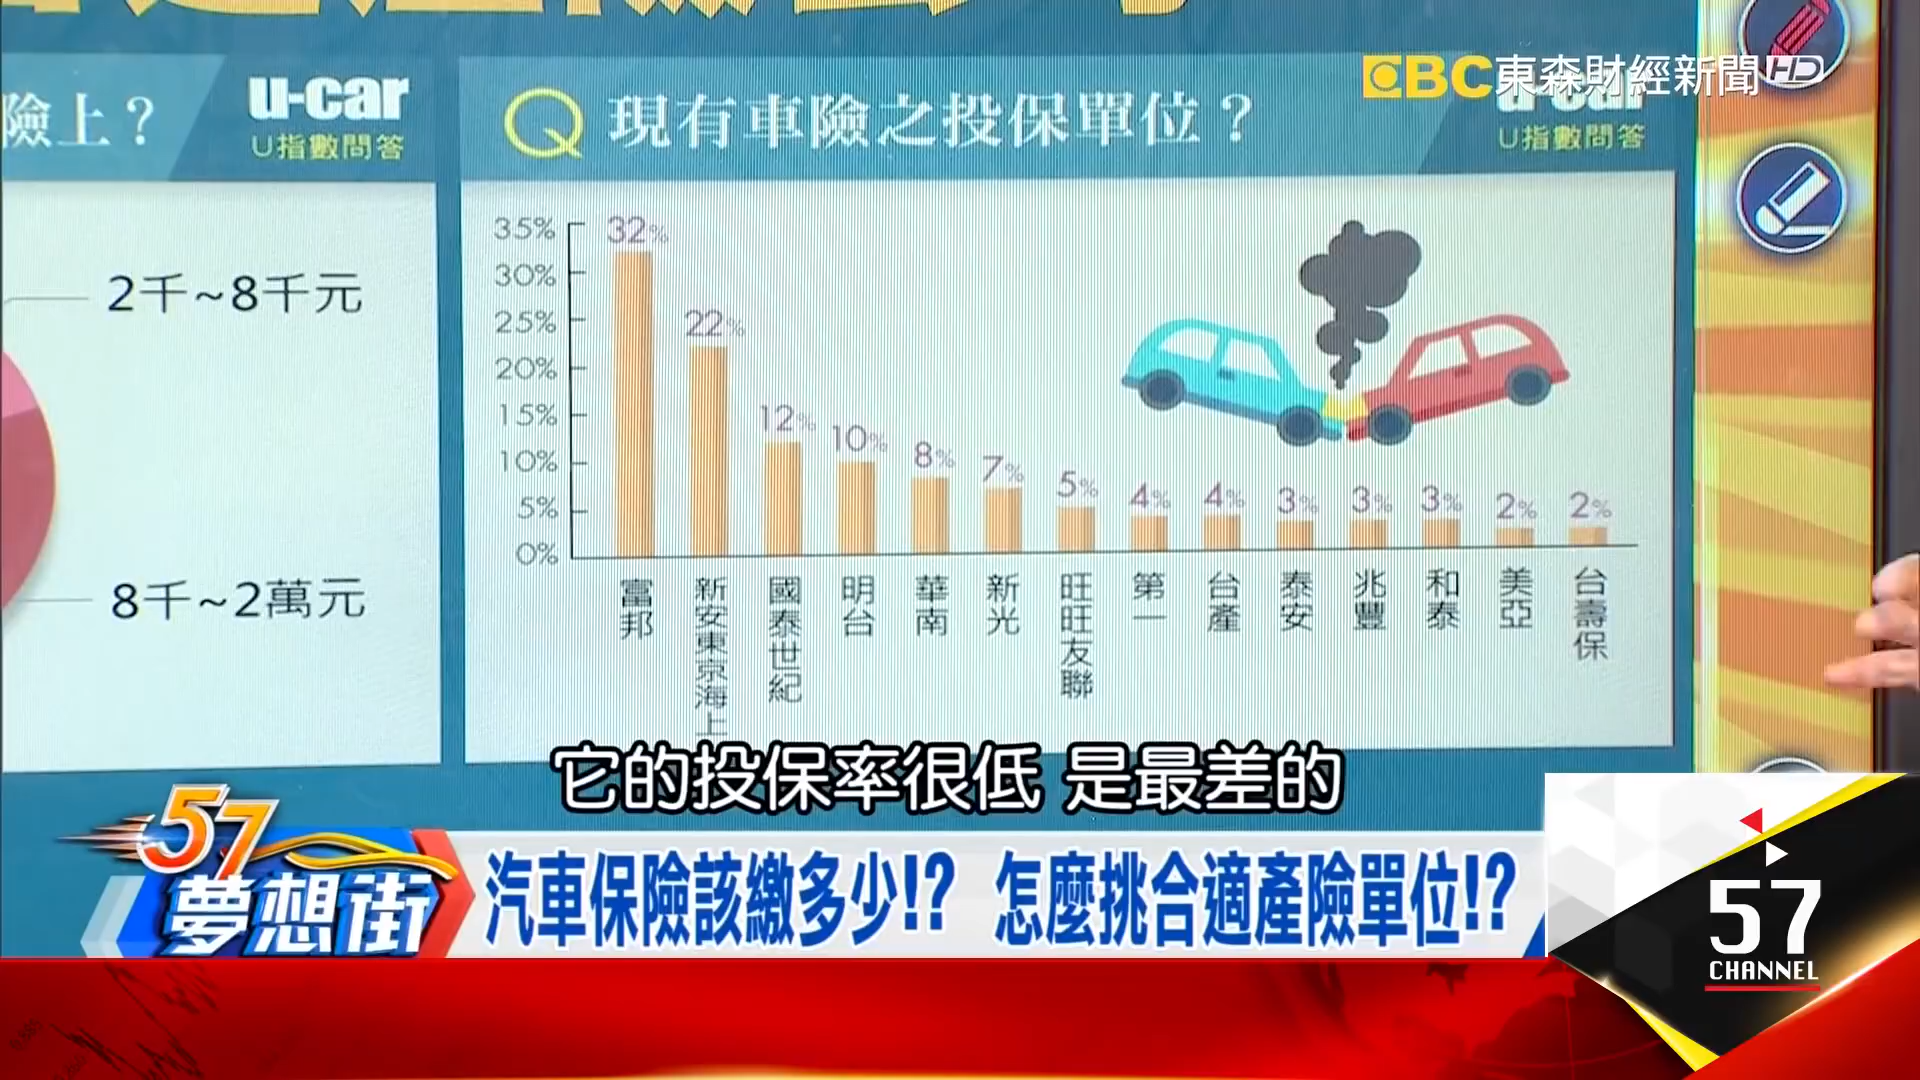 險上？
u-car
U指數問答
2千~8千元
8千~2萬元
Q 現有車險之投保單位？
EBC東森財經新聞HD
u-car
U指數問答
35%
30%
25%
20%
15%
10%
5%
0%
32% 22% 12% 10% 8% 7% 5% 4% 4% 3% 3% 3% 2% 2%
富邦
新安東京海上
國泰世紀
明台
華南
新光
旺旺友聯
第一
台產
泰安
兆豐
和泰
美亞
台壽保
它的投保率很低 是最差的
57夢想街
汽車保險該繳多少!? 怎麼挑合適產險單位!?
57
CHANNEL